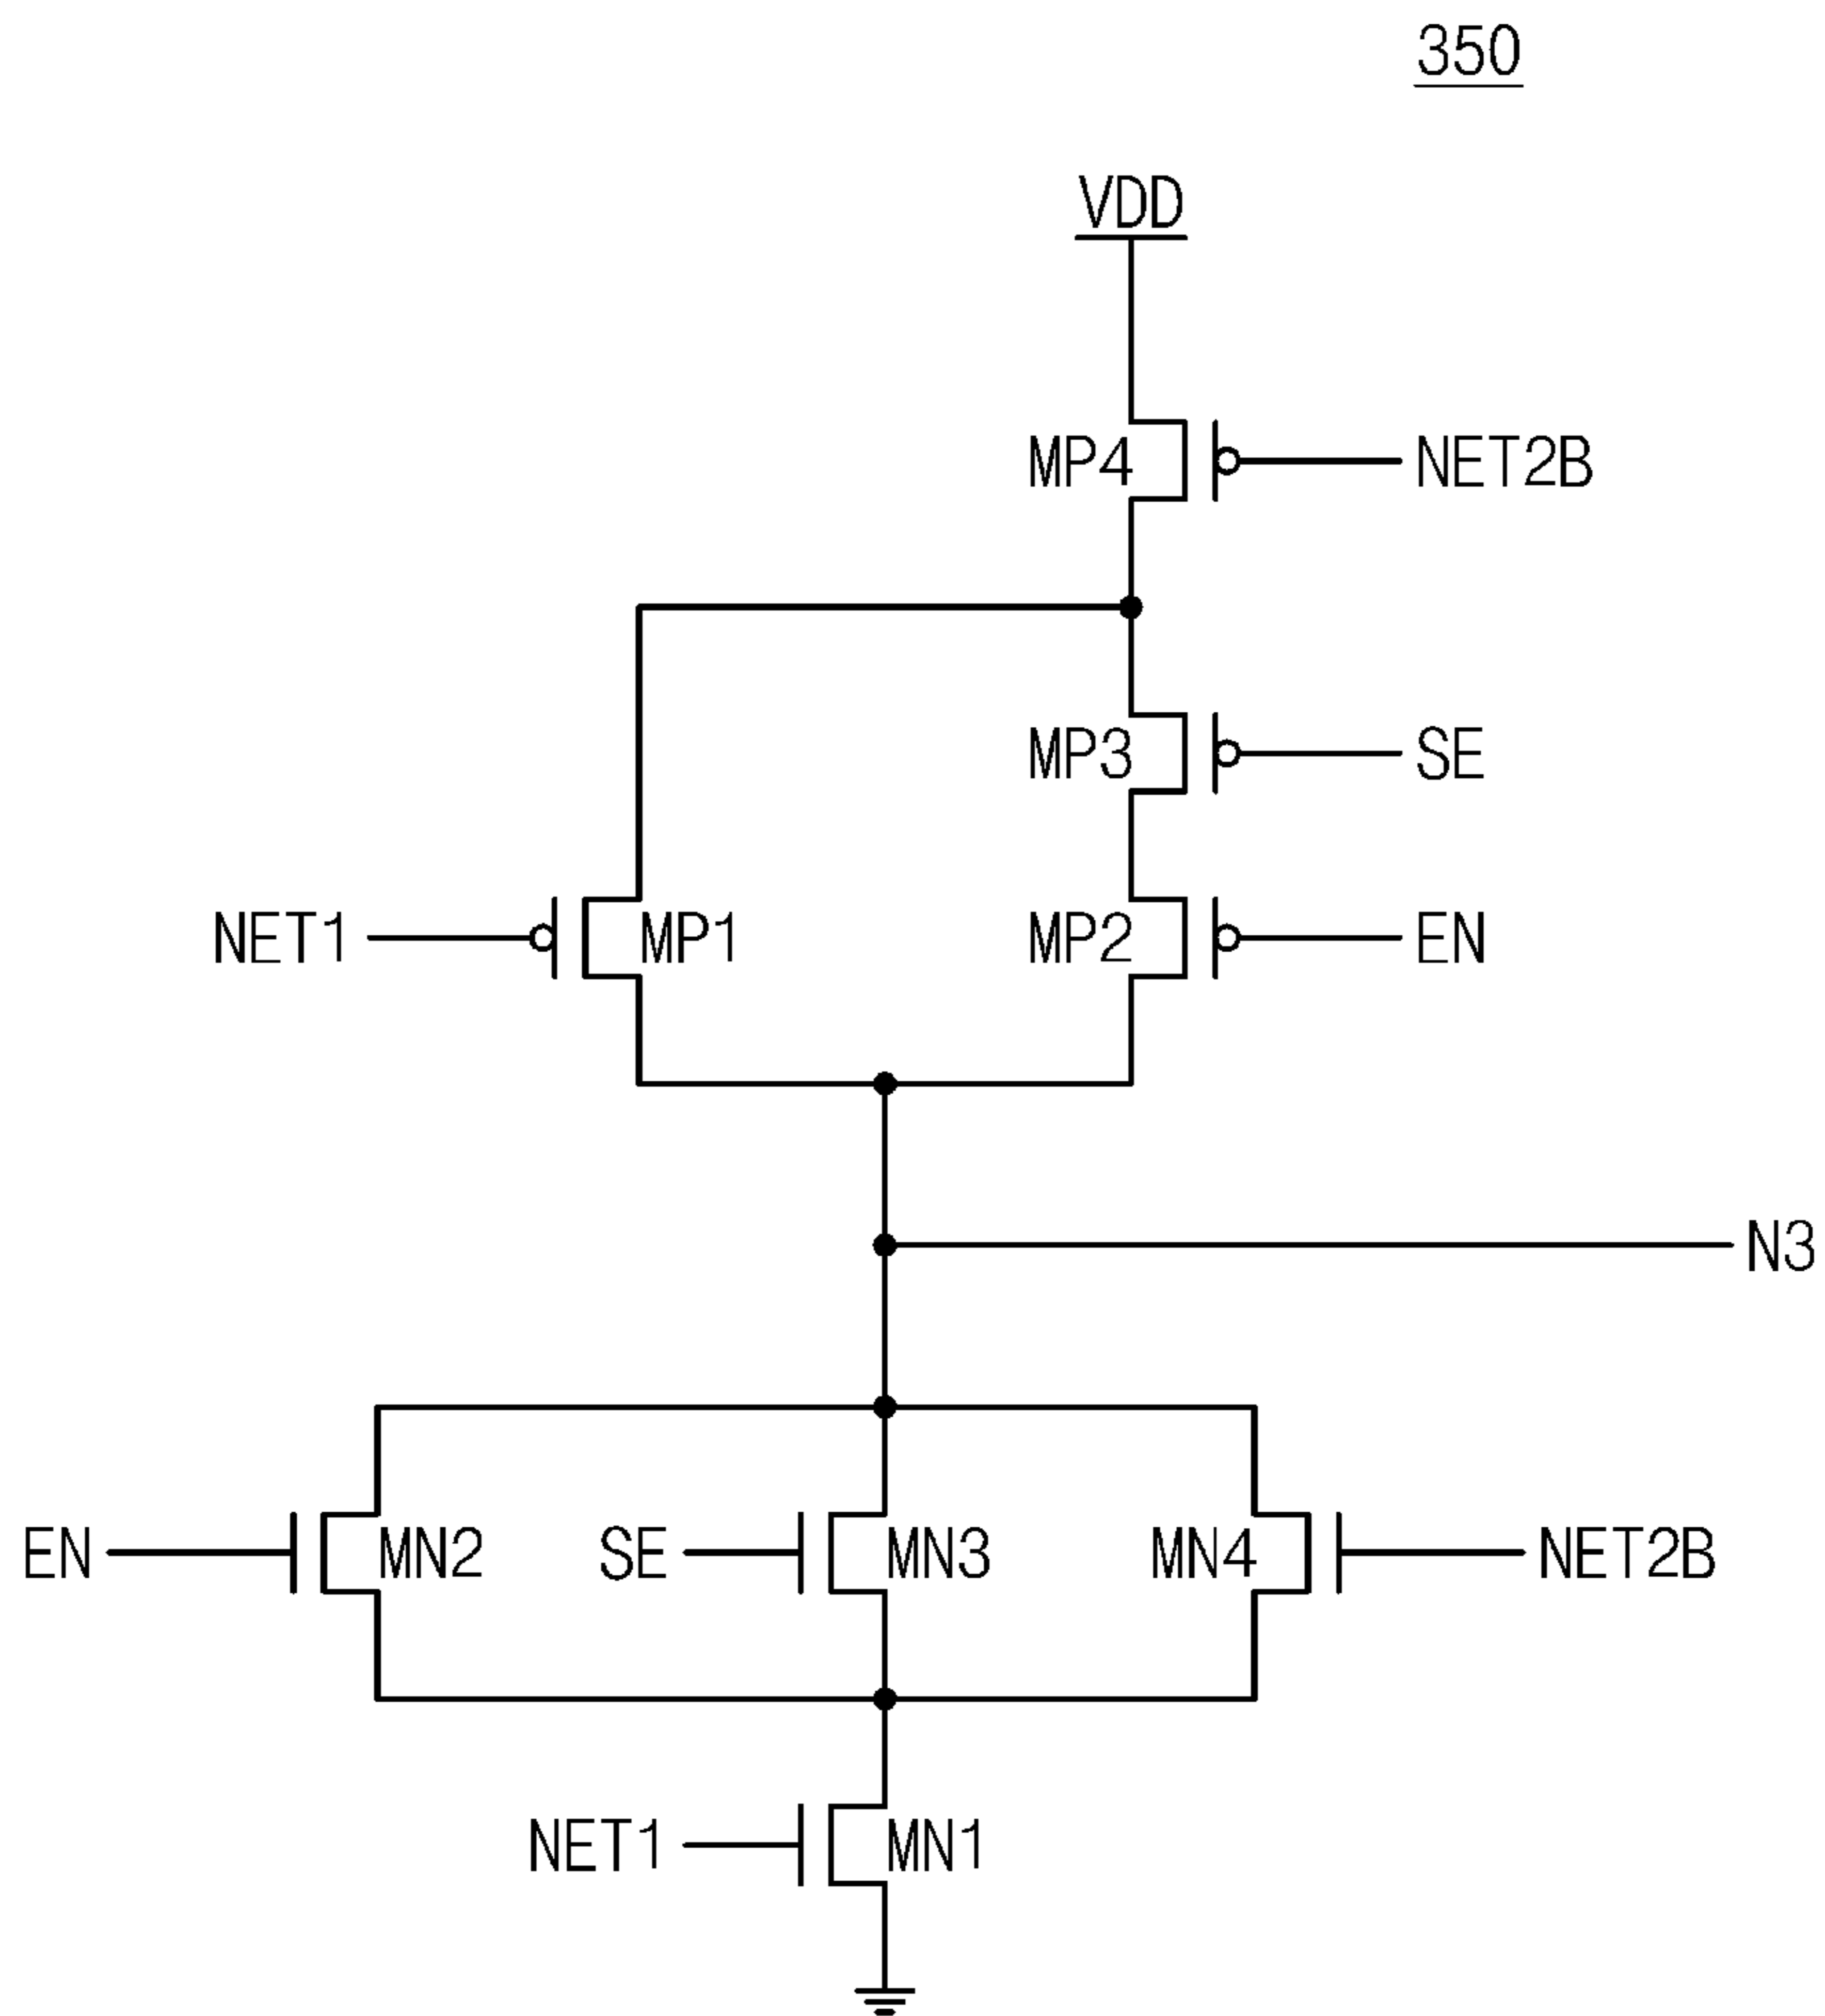 350
VDD
MP4 NET2B
MP3 SE
NET1 MP1 MP2 EN
N3
EN MN2 SE MN3 MN4 NET2B
NET1 MN1